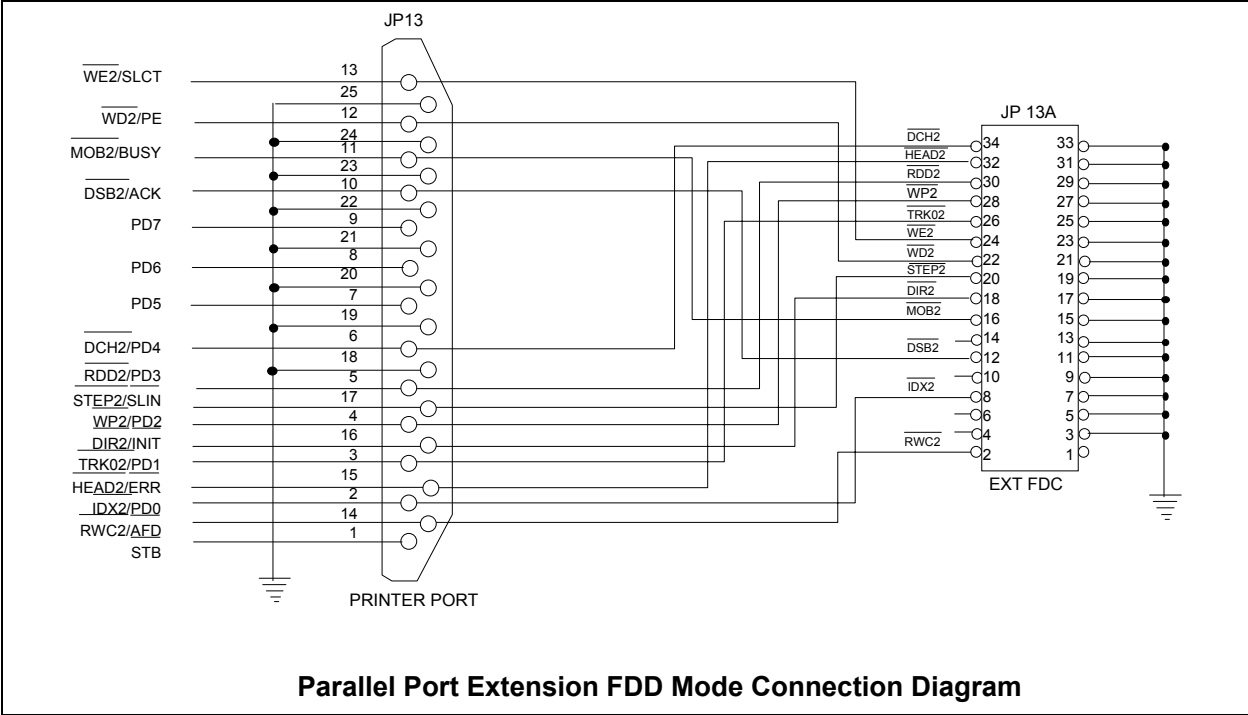 JP13
WE2/SLCT
13
25
WD2/PE
12
24
MOB2/BUSY
11
23
DSB2/ACK
10
22
PD7
9
21
PD6
8
20
PD5
7
19
DCH2/PD4
6
18
RDD2/PD3
5
STEP2/SLIN
17
WP2/PD2
4
DIR2/INIT
16
TRK02/PD1
3
HEAD2/ERR
15
IDX2/PD0
2
RWC2/AFD
14
STB
1
PRINTER PORT
JP 13A
DCH2
34 33
HEAD2
32 31
RDD2
30 29
WP2
28 27
TRK02
26 25
WE2
24 23
WD2
22 21
STEP2
20 19
DIR2
18 17
MOB2
16 15
14 13
DSB2
12 11
10 9
IDX2
8 7
6 5
4 3
RWC2
2 1
EXT FDC
Parallel Port Extension FDD Mode Connection Diagram